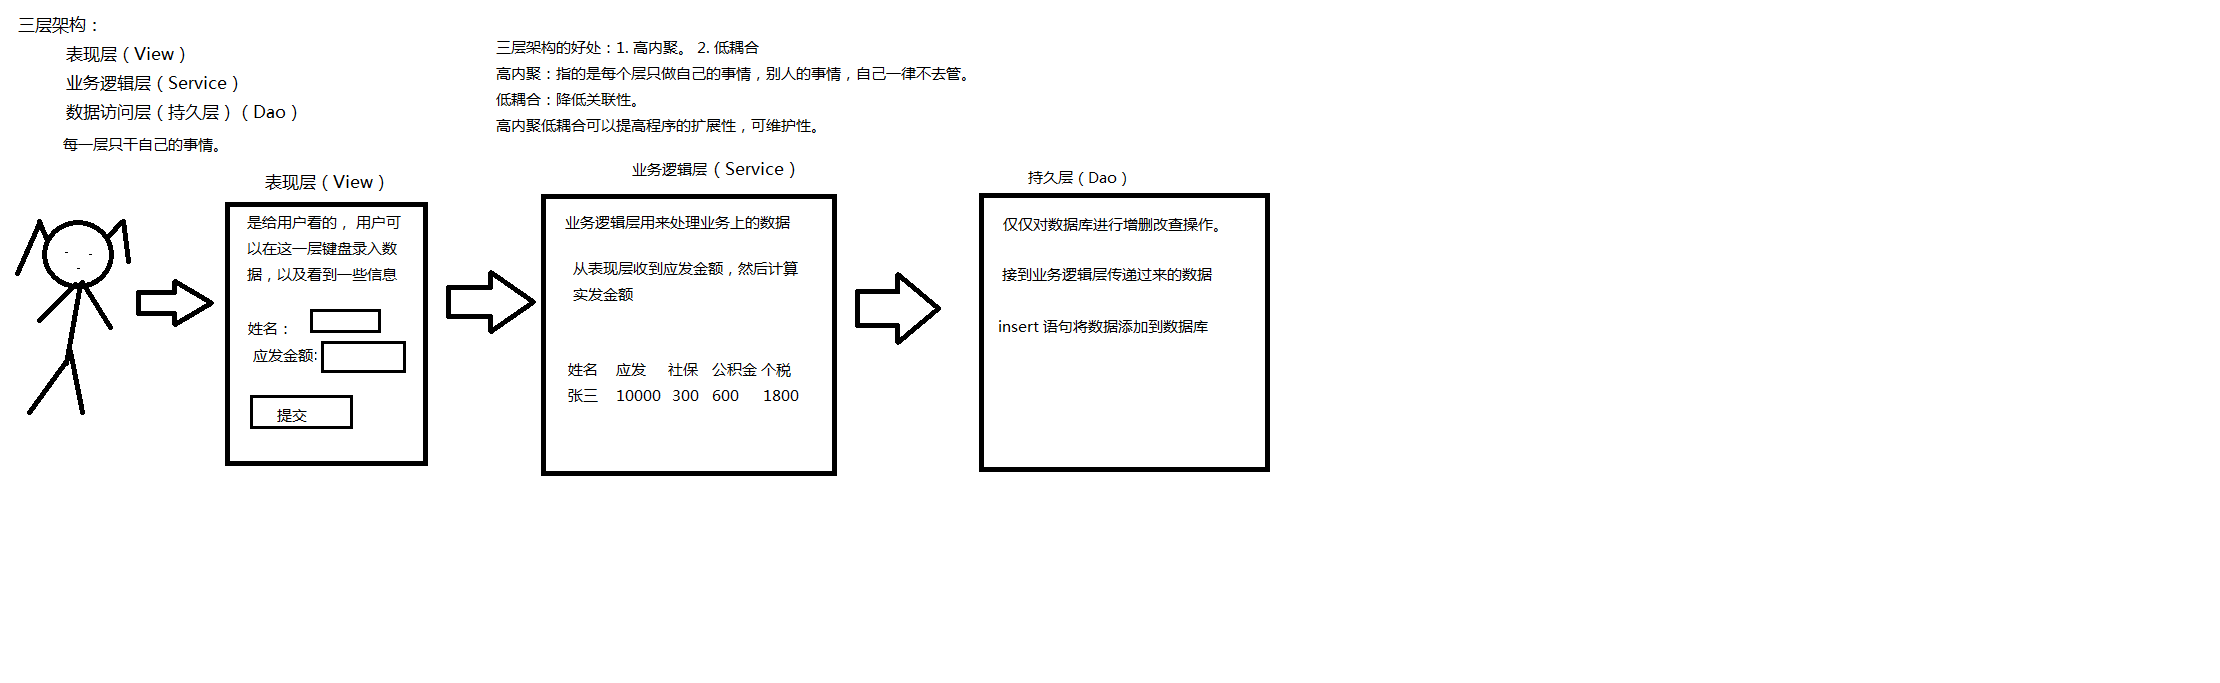 三层架构：
表现层（View）
业务逻辑层（Service）
数据访问层（持久层）（Dao）
每一层只干自己的事情。
三层架构的好处：1. 高内聚。 2. 低耦合
高内聚：指的是每个层只做自己的事情，别人的事情，自己一律不去管。
低耦合：降低关联性。
高内聚低耦合可以提高程序的扩展性，可维护性。
表现层（View）
是给用户看的， 用户可
以在这一层键盘录入数
据，以及看到一些信息
姓名：
应发金额:
提交
业务逻辑层（Service）
业务逻辑层用来处理业务上的数据
从表现层收到应发金额，然后计算
实发金额
姓名 应发 社保 公积金 个税
张三 10000 300 600 1800
持久层（Dao）
仅仅对数据库进行增删改查操作。
接到业务逻辑层传递过来的数据
insert 语句将数据添加到数据库